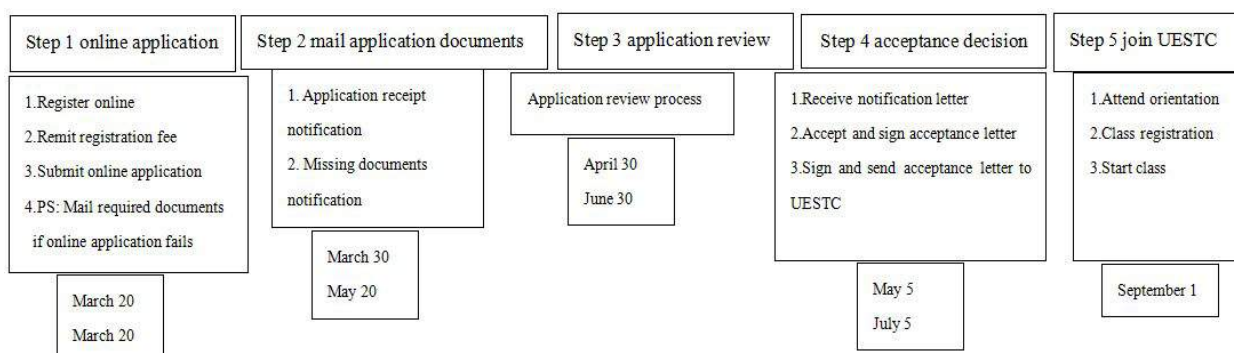 Step 1 online application
1.Register online
2.Remit registration fee
3.Submit online application
4.PS: Mail required documents
if online application fails
March 20
March 20
Step 2 mail application documents
1. Application receipt
notification
2. Missing documents
notification
March 30
May 20
Step 3 application review
Application review process
April 30
June 30
Step 4 acceptance decision
1.Receive notification letter
2.Accept and sign acceptance letter
3.Sign and send acceptance letter to
UESTC
May 5
July 5
Step 5 join UESTC
1.Attend orientation
2.Class registration
3.Start class
September 1